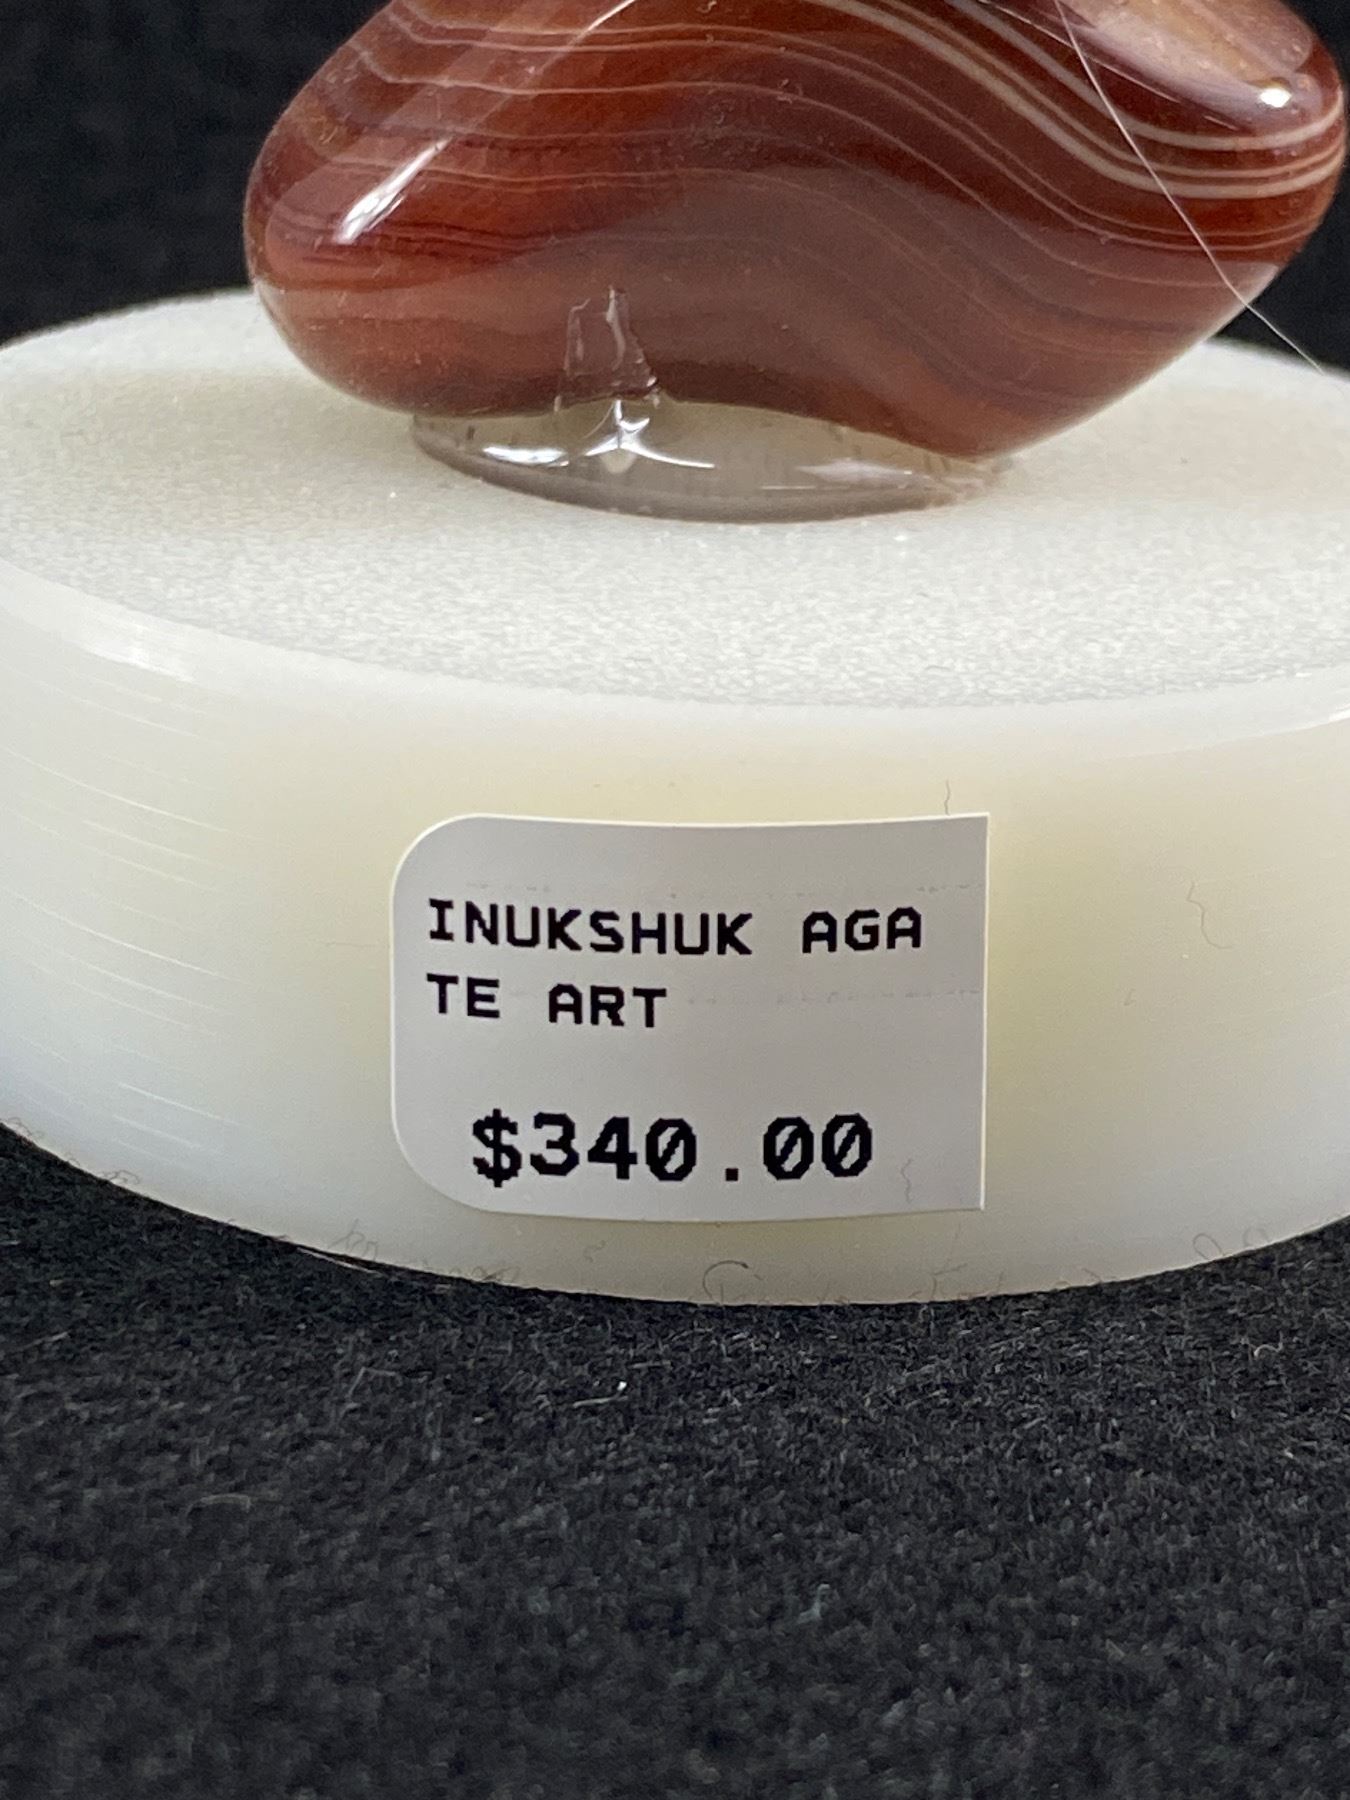 INUKSHUK AGA
TE ART
$340.00